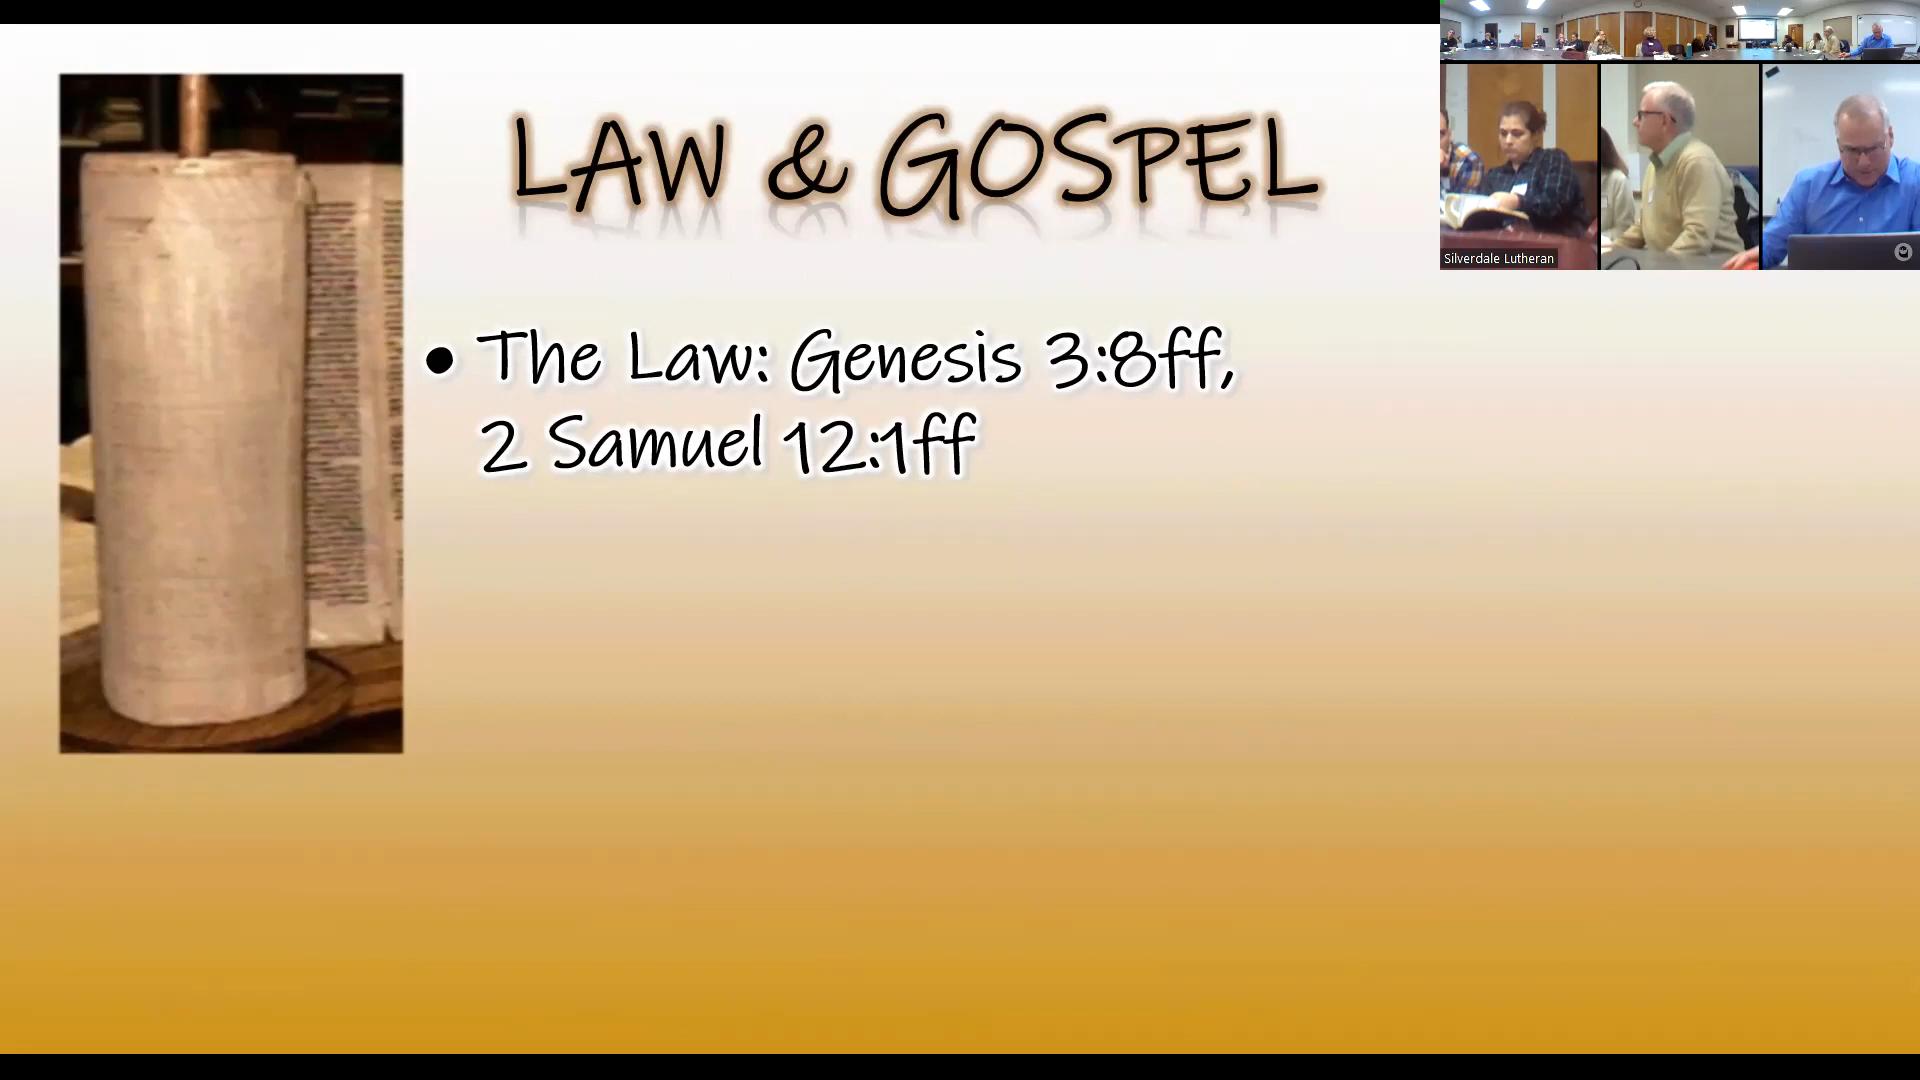 LAW & GOSPEL
• The Law: Genesis 3:8ff,
2 Samuel 12:1ff
Silverdale Lutheran